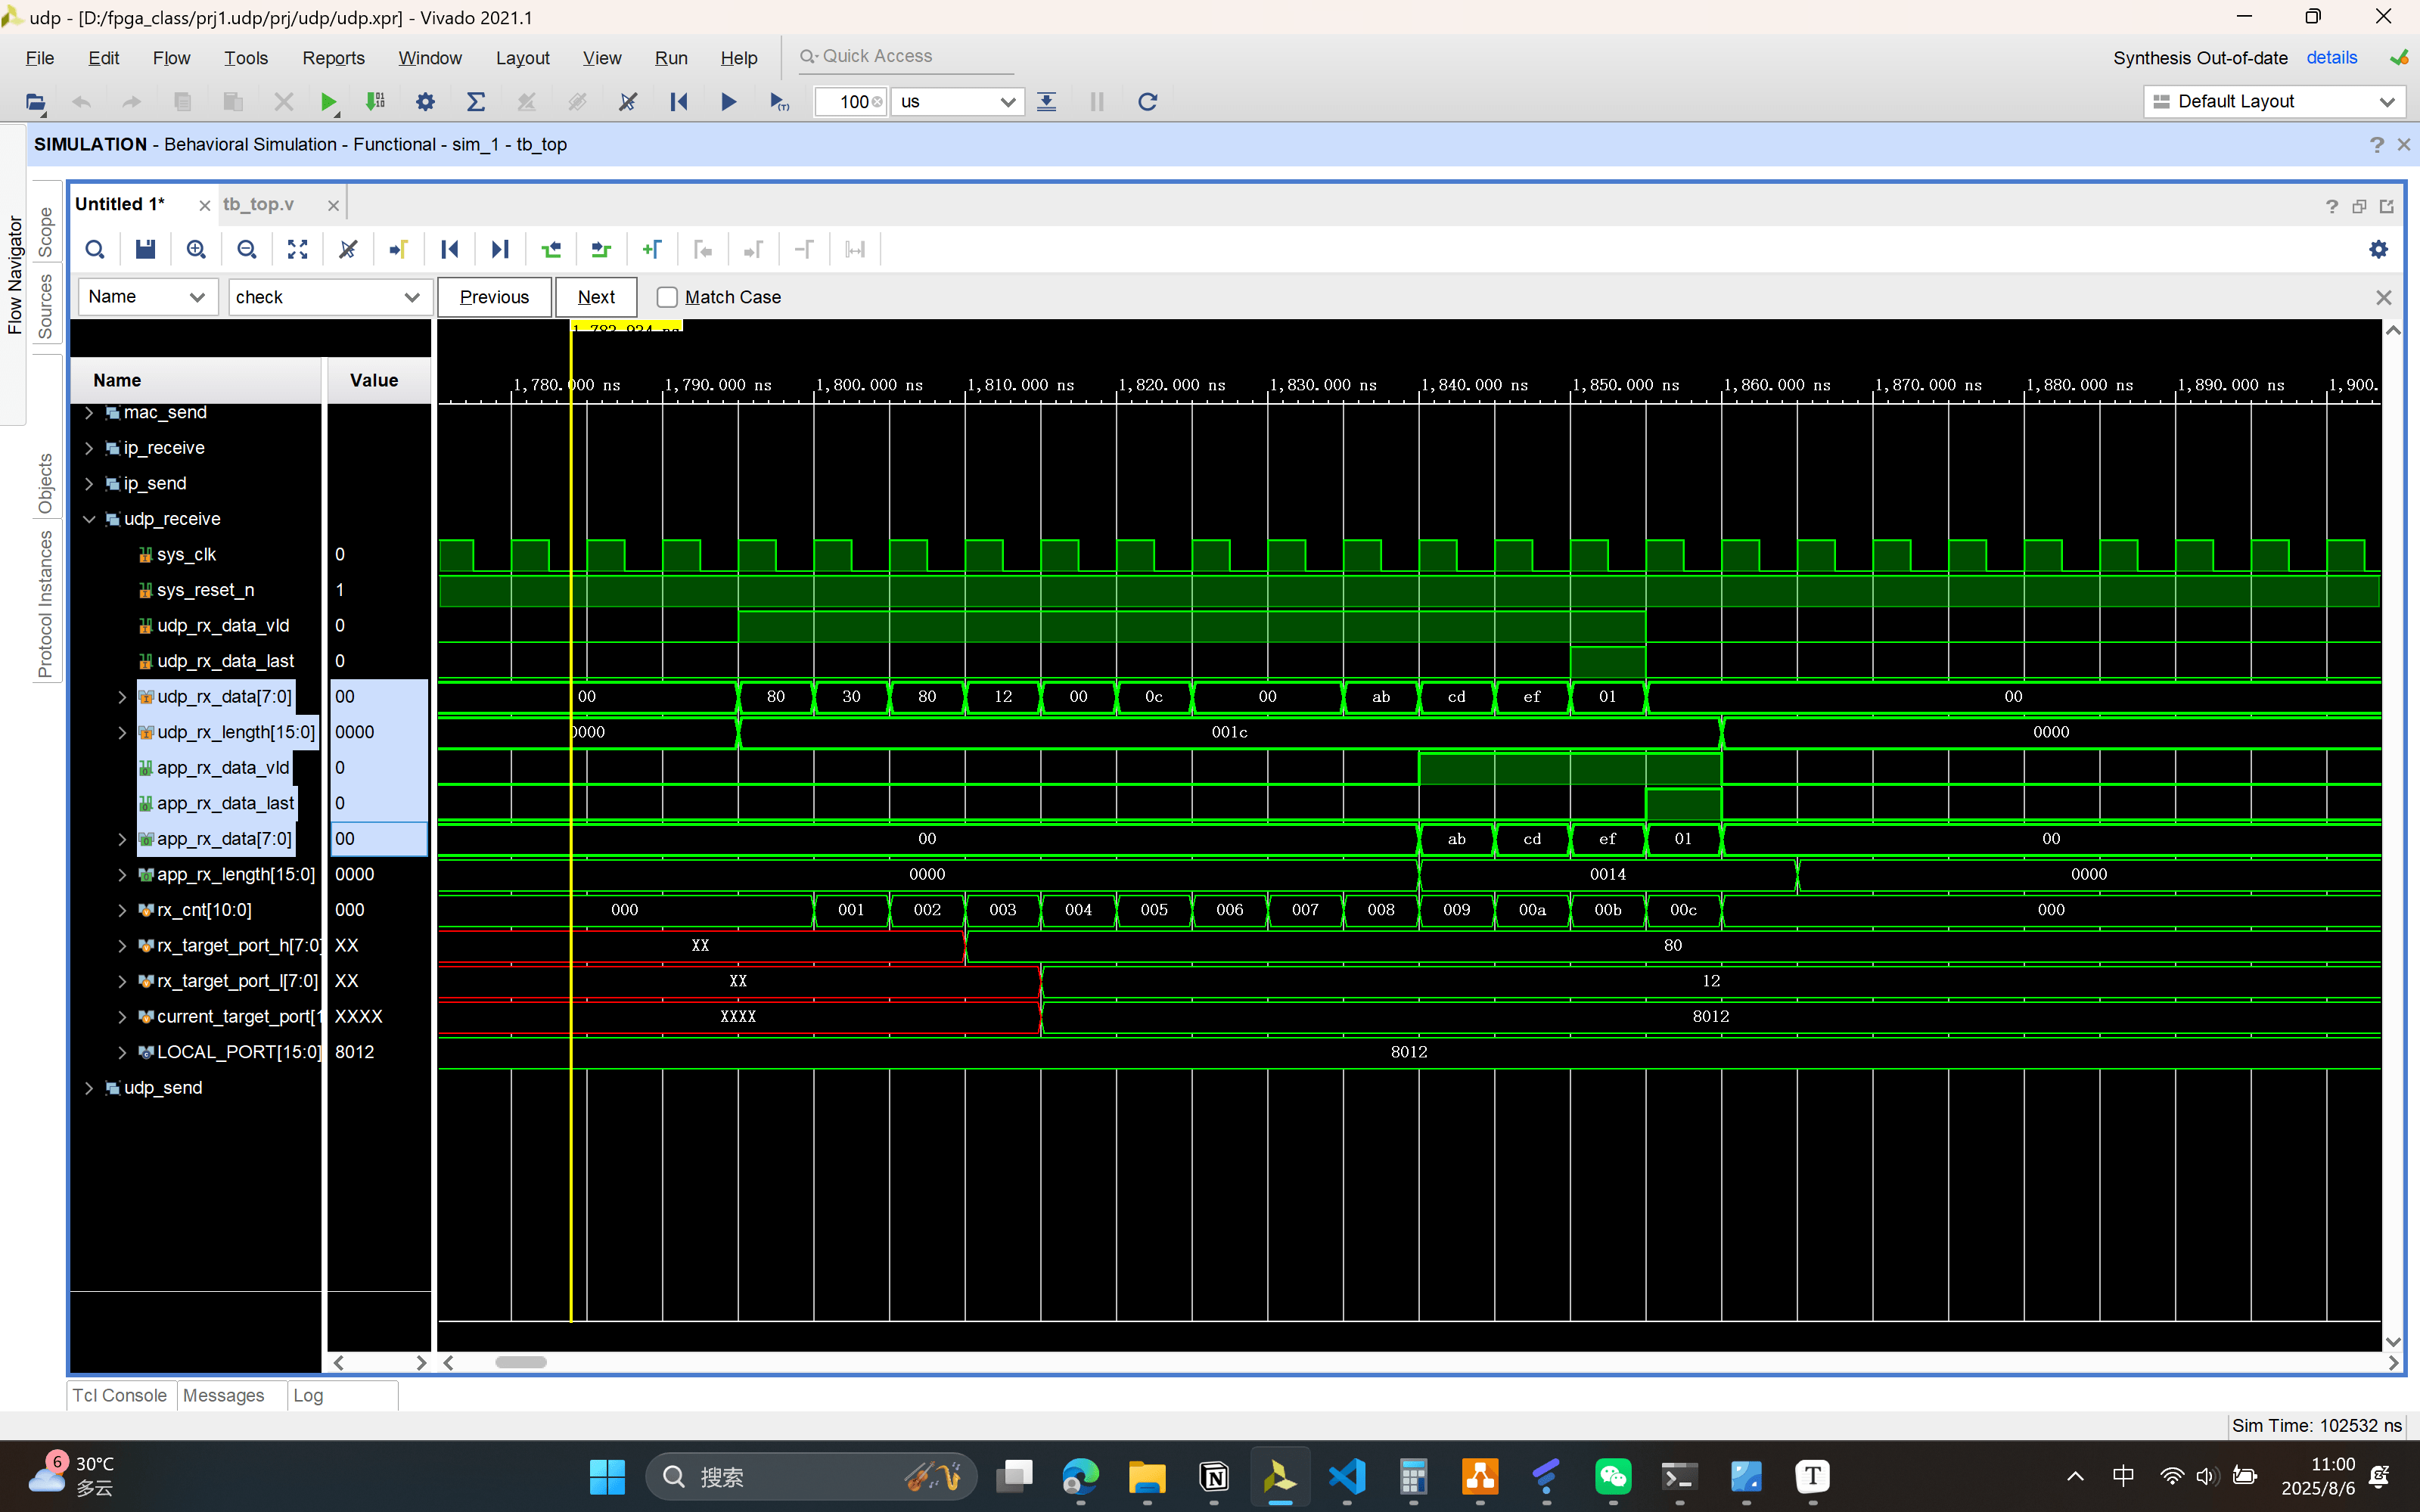 udp - [D:/fpga_class/prj1.udp/prj/udp/udp.xpr] - Vivado 2021.1
File Edit Flow Tools Reports Window Layout View Run Help Quick Access
Synthesis Out-of-date details
100 us
Default Layout
SIMULATION - Behavioral Simulation - Functional - sim_1 - tb_top
Flow Navigator
Scope
Sources
Objects
Protocol Instances
Untitled 1* tb_top.v
Name check Previous Next Match Case
1,783.934 ns
Name Value
1,780.000 ns 1,790.000 ns 1,800.000 ns 1,810.000 ns 1,820.000 ns 1,830.000 ns 1,840.000 ns 1,850.000 ns 1,860.000 ns 1,870.000 ns 1,880.000 ns 1,890.000 ns 1,900.
mac_send
ip_receive
ip_send
udp_receive
sys_clk 0
sys_reset_n 1
udp_rx_data_vld 0
udp_rx_data_last 0
udp_rx_data[7:0] 00 00 80 30 80 12 00 0c 00 ab cd ef 01 00
udp_rx_length[15:0] 0000 0000 001c 0000
app_rx_data_vld 0
app_rx_data_last 0
app_rx_data[7:0] 00 00 ab cd ef 01 00
app_rx_length[15:0] 0000 0000 0014 0000
rx_cnt[10:0] 000 000 001 002 003 004 005 006 007 008 009 00a 00b 00c 000
rx_target_port_h[7:0] XX XX 80
rx_target_port_l[7:0] XX XX 12
current_target_port[1 XXXX XXXX 8012
LOCAL_PORT[15:0] 8012 8012
udp_send
Tcl Console Messages Log
Sim Time: 102532 ns
6
30°C
多云
搜索
中
11:00
2025/8/6